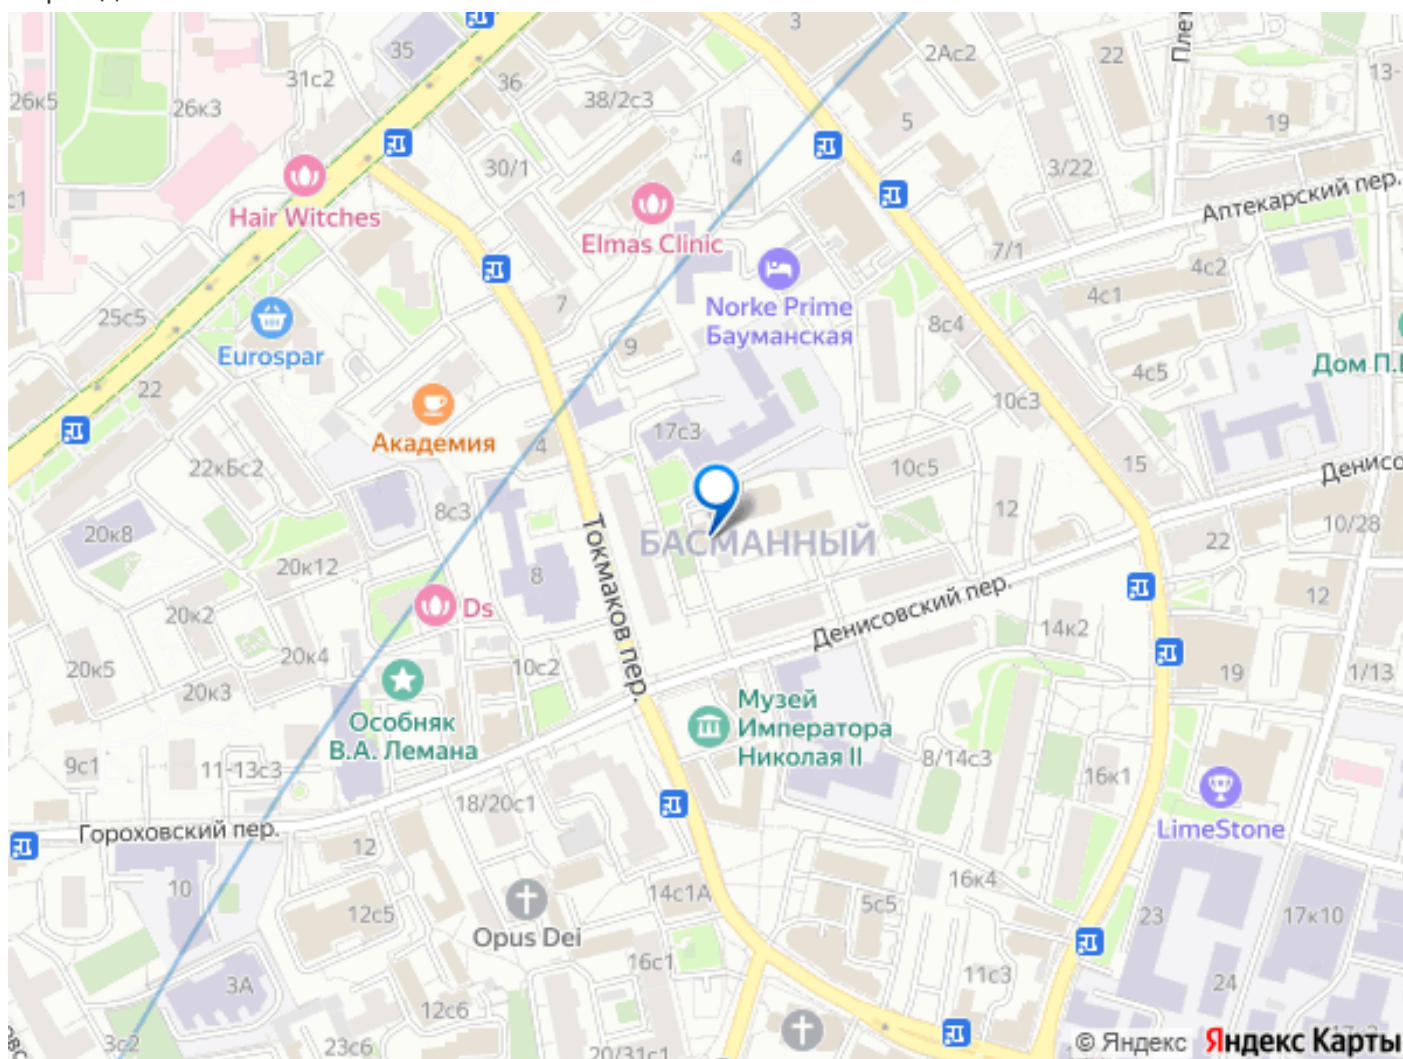 3
35
36
31с2
38/2с3
2Ас2
22
Плет
13-
26к5
26к3
5
19
4
30/1
3/22
с1
Аптекарский пер.
Hair Witches
Elmas Clinic
7/1
4с2
4с1
25с5
7
Norke Prime
Бауманская
8с4
9
Eurospar
Дом П.
4с5
22
10с3
17с3
Академия
4
22кБс2
10с5
15
Денисо
8с3
12
10/28
20к8
БАСМАННЫЙ
22
20к12
8
Токмаков пер.
Денисовский пер.
12
20к2
Ds
14к2
20к4
20к5
10с2
19
1/13
20к3
Музей
Императора
Николая II
Особняк
В.А. Лемана
9с1
11-13с3
8/14с3
16к1
18/20с1
LimeStone
Гороховский пер.
12
10
14с1А
16к4
5с5
12с5
23
17к10
Opus Dei
16с1
11с3
3А
24
12с6
3с2
23с6
20/31с1
© Яндекс Яндекс Карты